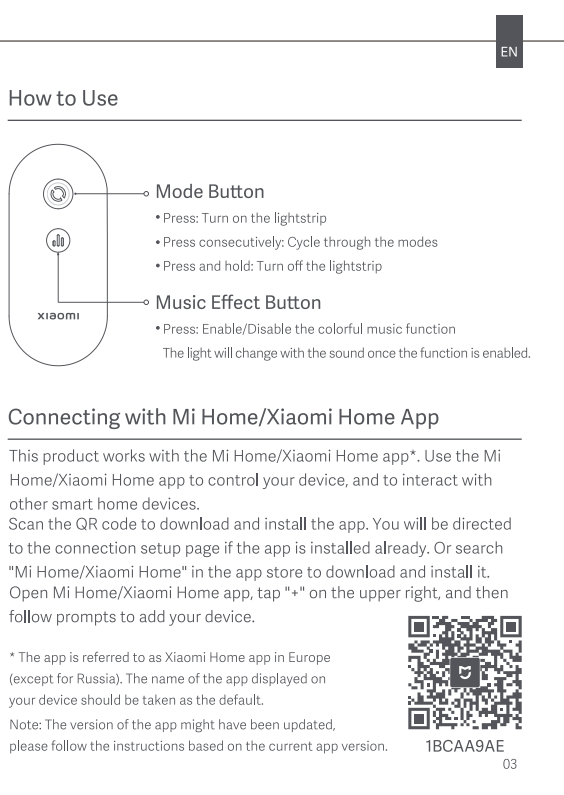 EN
How to Use
Mode Button
• Press: Turn on the lightstrip
• Press consecutively: Cycle through the modes
• Press and hold: Turn off the lightstrip
Music Effect Button
• Press: Enable/Disable the colorful music function
The light will change with the sound once the function is enabled.
xiaomi
Connecting with Mi Home/Xiaomi Home App
This product works with the Mi Home/Xiaomi Home app*. Use the Mi
Home/Xiaomi Home app to control your device, and to interact with
other smart home devices.
Scan the QR code to download and install the app. You will be directed
to the connection setup page if the app is installed already. Or search
"Mi Home/Xiaomi Home" in the app store to download and install it.
Open Mi Home/Xiaomi Home app, tap "+" on the upper right, and then
follow prompts to add your device.
* The app is referred to as Xiaomi Home app in Europe
(except for Russia). The name of the app displayed on
your device should be taken as the default.
Note: The version of the app might have been updated,
please follow the instructions based on the current app version.
1BCAA9AE
03